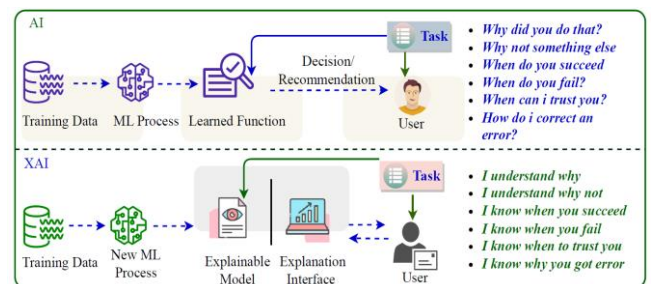 AI
Task
Decision/
Recommendation
Training Data
ML Process
Learned Function
User
• Why did you do that?
• Why not something else
• When do you succeed
• When do you fail?
• When can i trust you?
• How do i correct an
error?
XAI
Task
Training Data
New ML
Process
Explainable
Model
Explanation
Interface
User
• I understand why
• I understand why not
• I know when you succeed
• I know when you fail
• I know when to trust you
• I know why you got error